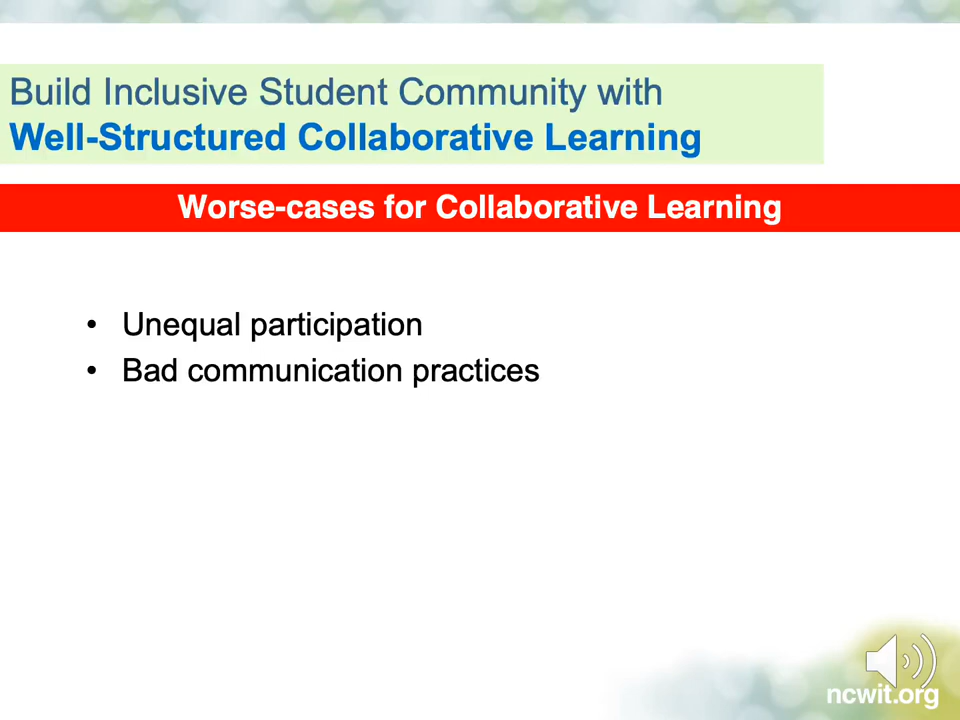 Build Inclusive Student Community with
Well-Structured Collaborative Learning
Worse-cases for Collaborative Learning
• Unequal participation
• Bad communication practices
ncwit.org